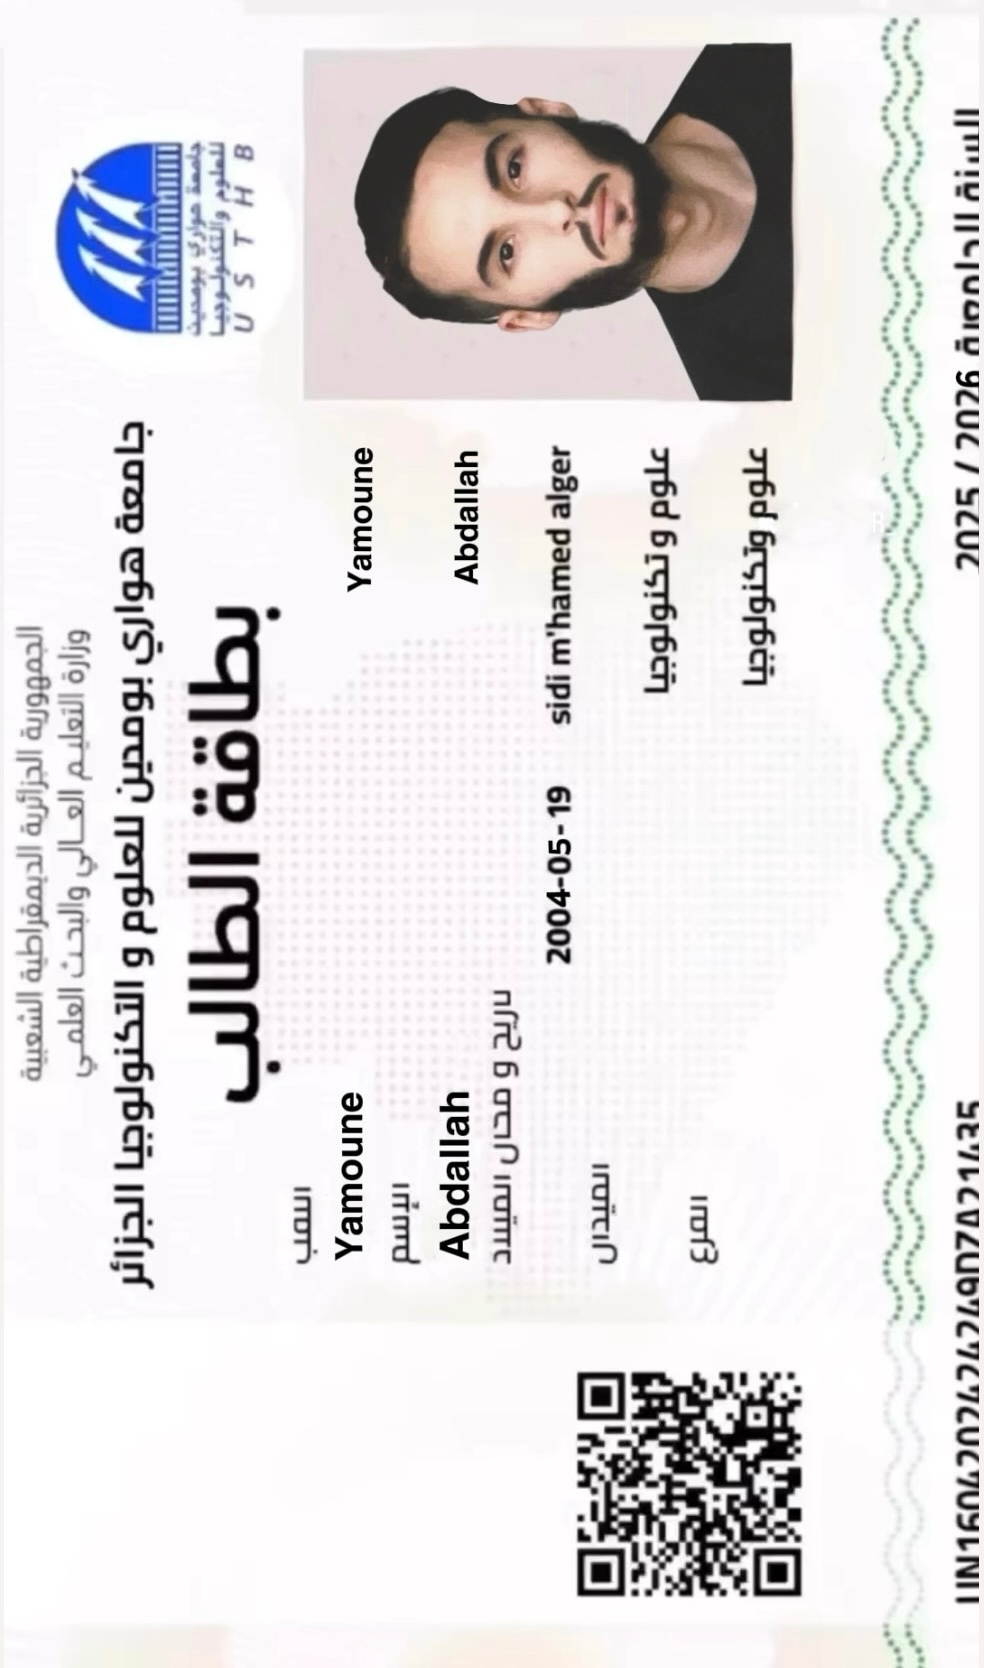 الجمهورية الجزائرية الديمقراطية الشعبية
وزارة التعليم العالي والبحث العلمي
جامعة هواري بومدين للعلوم و التكنولوجيا الجزائر
بطاقة الطالب
جامعة هواري بومدين
للعلوم والتكنولوجيا
U S T H B
اللقب
Yamoune Yamoune
الإسم
Abdallah Abdallah
تاريخ و مكان الميلاد
2004-05- 19 sidi m'hamed alger
الميدان
علوم و تكنولوجيا
الفرع
علوم وتكنولوجيا
UN1604202424249D7A21435
السنة الجامعية 2026 / 2025